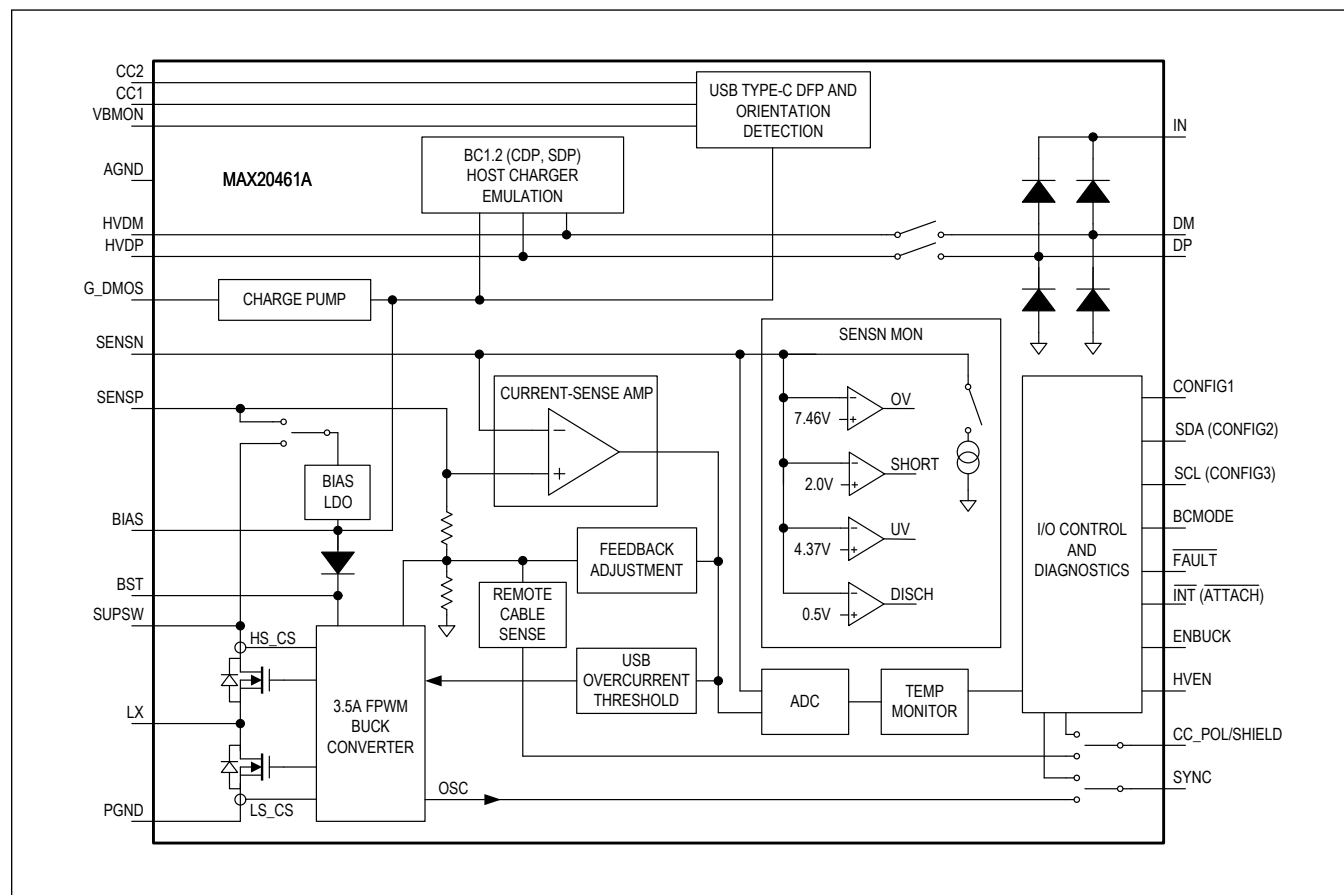 CC2
CC1
VBMON
AGND
HVDM
HVDP
G_DMOS
SENSN
SENSP
BIAS
BST
SUPSW
LX
PGND
MAX20461A
USB TYPE-C DFP AND
ORIENTATION
DETECTION
BC1.2 (CDP, SDP)
HOST CHARGER
EMULATION
CHARGE PUMP
CURRENT-SENSE AMP
−
+
BIAS
LDO
FEEDBACK
ADJUSTMENT
REMOTE
CABLE
SENSE
USB
OVERCURRENT
THRESHOLD
HS_CS
LS_CS
3.5A FPWM
BUCK
CONVERTER
OSC
SENSN MON
−
7.46V
+
OV
−
2.0V
+
SHORT
−
4.37V
+
UV
−
0.5V
+
DISCH
ADC
TEMP
MONITOR
I/O CONTROL
AND
DIAGNOSTICS
IN
DM
DP
CONFIG1
SDA (CONFIG2)
SCL (CONFIG3)
BCMODE
FAULT
INT (ATTACH)
ENBUCK
HVEN
CC_POL/SHIELD
SYNC